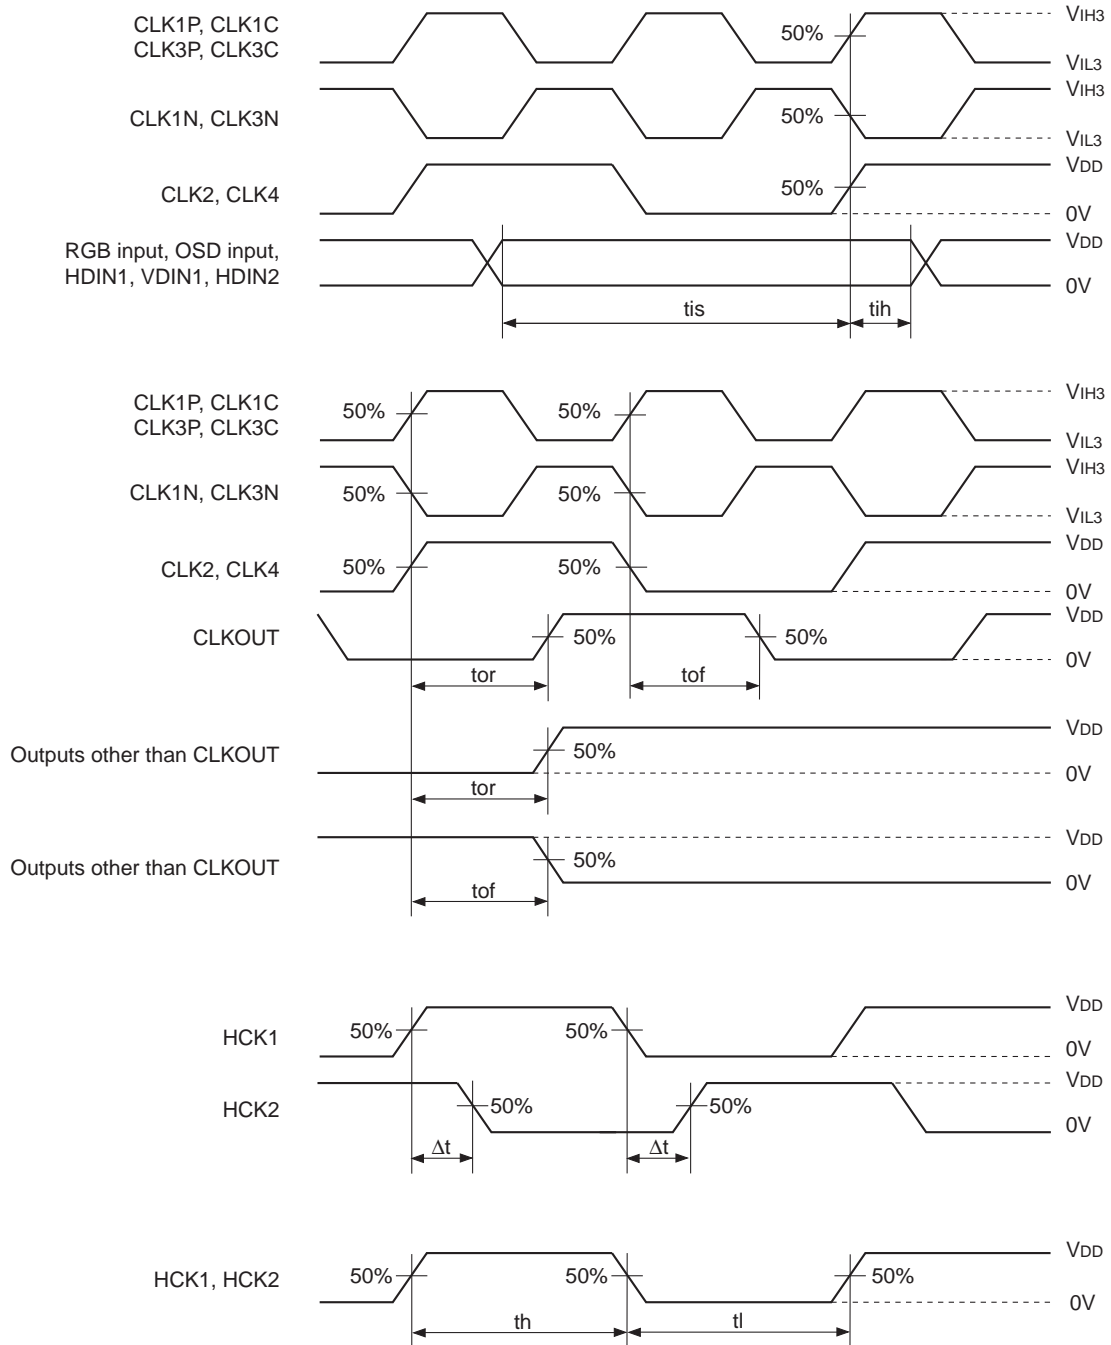 VIH3
CLK1P, CLK1C
50%
CLK3P, CLK3C
VIL3
VIH3
CLK1N, CLK3N
50%
VIL3
VDD
CLK2, CLK4
50%
0V
RGB input, OSD input,
VDD
HDIN1, VDIN1, HDIN2
0V
tis
tih
VIH3
CLK1P, CLK1C
50%
50%
CLK3P, CLK3C
VIL3
VIH3
CLK1N, CLK3N
50%
50%
VIL3
VDD
CLK2, CLK4
50%
50%
0V
VDD
CLKOUT
50%
50%
0V
tor
tof
VDD
Outputs other than CLKOUT
50%
0V
tor
VDD
Outputs other than CLKOUT
50%
0V
tof
VDD
HCK1
50%
50%
0V
VDD
HCK2
50%
50%
0V
Δt
Δt
VDD
HCK1, HCK2
50%
50%
50%
0V
th
tl